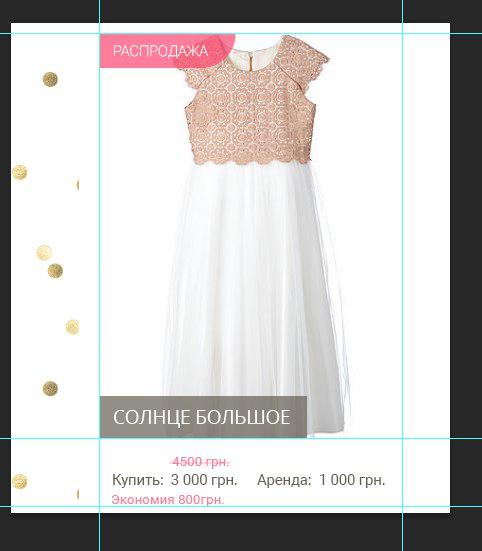 РАСПРОДАЖА
СОЛНЦЕ БОЛЬШОЕ
4500 грн.
Купить: 3 000 грн. Аренда: 1 000 грн.
Экономия 800грн.